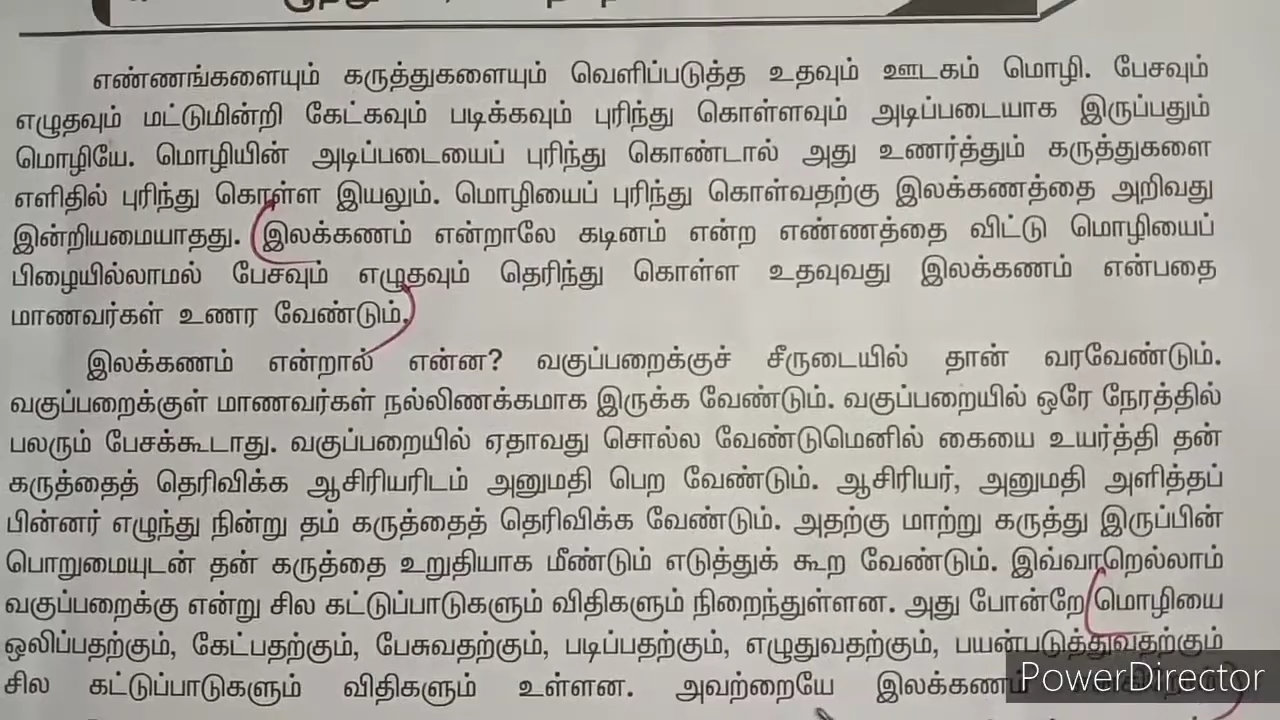 எண்ணங்களையும் கருத்துகளையும் வெளிப்படுத்த உதவும் ஊடகம் மொழி. பேசவும்
எழுதவும் மட்டுமின்றி கேட்கவும் படிக்கவும் புரிந்து கொள்ளவும் அடிப்படையாக இருப்பதும்
மொழியே. மொழியின் அடிப்படையைப் புரிந்து கொண்டால் அது உணர்த்தும் கருத்துகளை
எளிதில் புரிந்து கொள்ள இயலும். மொழியைப் புரிந்து கொள்வதற்கு இலக்கணத்தை அறிவது
இன்றியமையாதது. இலக்கணம் என்றாலே கடினம் என்ற எண்ணத்தை விட்டு மொழியைப்
பிழையில்லாமல் பேசவும் எழுதவும் தெரிந்து கொள்ள உதவுவது இலக்கணம் என்பதை
மாணவர்கள் உணர வேண்டும்.
இலக்கணம் என்றால் என்ன? வகுப்பறைக்குச் சீருடையில் தான் வரவேண்டும்.
வகுப்பறைக்குள் மாணவர்கள் நல்லிணக்கமாக இருக்க வேண்டும். வகுப்பறையில் ஒரே நேரத்தில்
பலரும் பேசக்கூடாது. வகுப்பறையில் ஏதாவது சொல்ல வேண்டுமெனில் கையை உயர்த்தி தன்
கருத்தைத் தெரிவிக்க ஆசிரியரிடம் அனுமதி பெற வேண்டும். ஆசிரியர், அனுமதி அளித்தப்
பின்னர் எழுந்து நின்று தம் கருத்தைத் தெரிவிக்க வேண்டும். அதற்கு மாற்று கருத்து இருப்பின்
பொறுமையுடன் தன் கருத்தை உறுதியாக மீண்டும் எடுத்துக் கூற வேண்டும். இவ்வாறெல்லாம்
வகுப்பறைக்கு என்று சில கட்டுப்பாடுகளும் விதிகளும் நிறைந்துள்ளன. அது போன்றே மொழியை
ஒலிப்பதற்கும், கேட்பதற்கும், பேசுவதற்கும், படிப்பதற்கும், எழுதுவதற்கும், பயன்படுத்துவதற்கும்
சில கட்டுப்பாடுகளும் விதிகளும் உள்ளன. அவற்றையே இலக்கணம்
PowerDirector